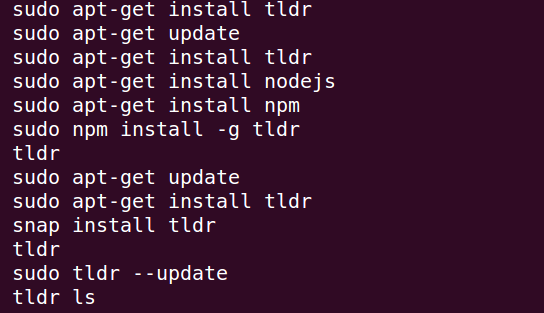 sudo apt-get install tldr
sudo apt-get update
sudo apt-get install tldr
sudo apt-get install nodejs
sudo apt-get install npm
sudo npm install -g tldr
tldr
sudo apt-get update
sudo apt-get install tldr
snap install tldr
tldr
sudo tldr --update
tldr ls